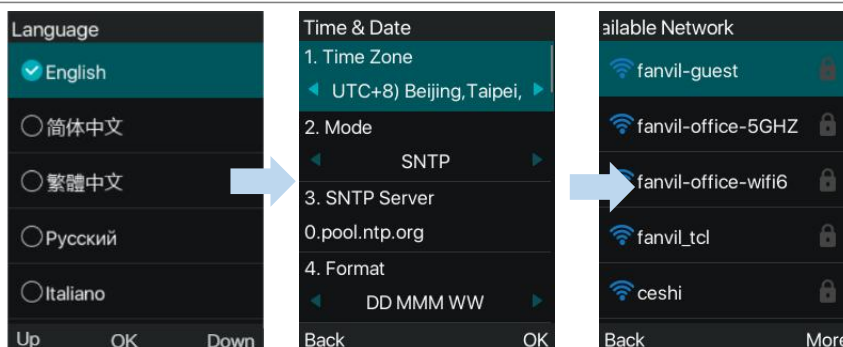 Language
English
简体中文
繁體中文
Русский
Italiano
Up OK Down
Time & Date
1. Time Zone
UTC+8) Beijing,Taipei,
2. Mode
SNTP
3. SNTP Server
0.pool.ntp.org
4. Format
DD MMM WW
Back OK
ailable Network
fanvil-guest
fanvil-office-5GHZ
fanvil-office-wifi6
fanvil_tcl
ceshi
Back More